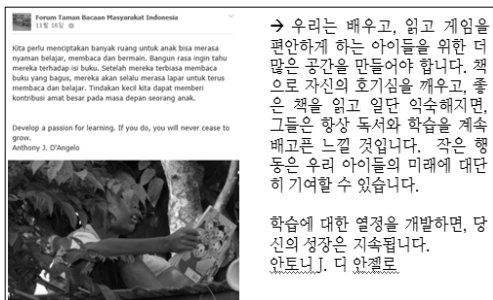 Forum Taman Bacaan Masyarakat Indonesia
11월 16일
Kita perlu menciptakan banyak ruang untuk anak bisa merasa
nyaman belajar, membaca dan bermain. Bangun rasa ingin tahu
mereka terhadap isi buku. Setelah mereka terbiasa membaca
buku yang bagus, mereka akan selalu merasa lapar untuk terus
membaca dan belajar. Tindakan kecil kita dapat memberi
kontribusi amat besar pada masa depan seorang anak.
Develop a passion for learning. If you do, you will never cease to
grow.
Anthony J. D'Angelo
→ 우리는 배우고, 읽고 게임을
편안하게 하는 아이들을 위한 더
많은 공간을 만들어야 합니다. 책
으로 자신의 호기심을 깨우고, 좋
은 책을 읽고 일단 익숙해지면,
그들은 항상 독서와 학습을 계속
배고픈 느낄 것입니다. 작은 행
동은 우리 아이들의 미래에 대단
히 기여할 수 있습니다.
학습에 대한 열정을 개발하면, 당
신의 성장은 지속됩니다.
안토니 J. 디 안젤로